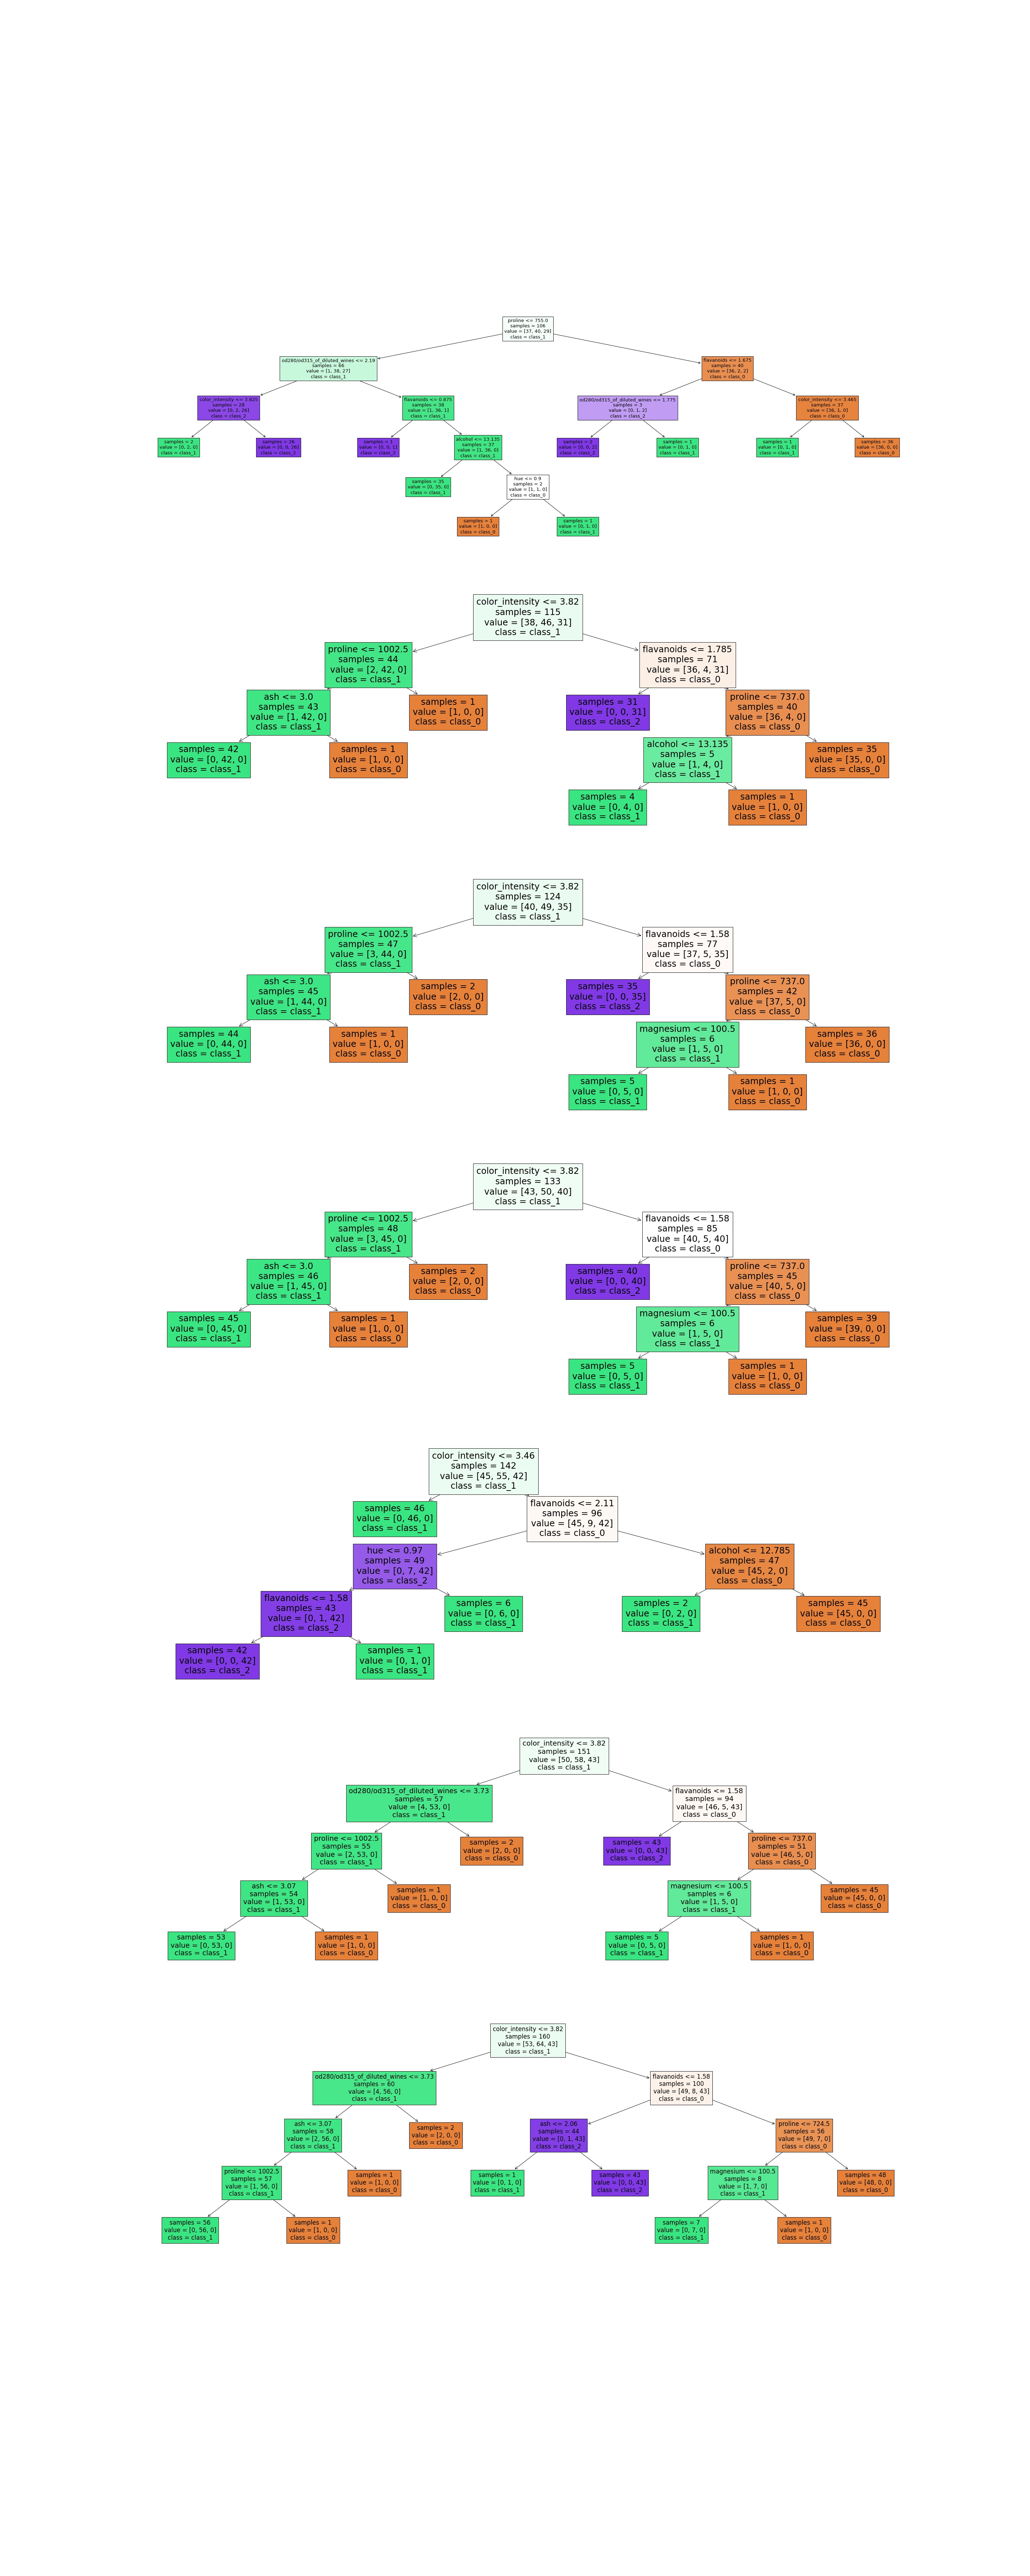 proline <= 755.0
samples = 106
value = [37, 40, 29]
class = class_1
od280/od315_of_diluted_wines <= 2.19
samples = 66
value = [1, 38, 27]
class = class_1
flavanoids <= 1.675
samples = 40
value = [36, 2, 2]
class = class_0
color_intensity <= 3.825
samples = 28
value = [0, 2, 26]
class = class_2
flavanoids <= 0.875
samples = 38
value = [1, 36, 1]
class = class_1
od280/od315_of_diluted_wines <= 1.775
samples = 3
value = [0, 1, 2]
class = class_2
color_intensity <= 3.465
samples = 37
value = [36, 1, 0]
class = class_0
samples = 2
value = [0, 2, 0]
class = class_1
samples = 26
value = [0, 0, 26]
class = class_2
samples = 1
value = [0, 0, 1]
class = class_2
alcohol <= 13.135
samples = 37
value = [1, 36, 0]
class = class_1
samples = 2
value = [0, 0, 2]
class = class_2
samples = 1
value = [0, 1, 0]
class = class_1
samples = 1
value = [0, 1, 0]
class = class_1
samples = 36
value = [36, 0, 0]
class = class_0
samples = 35
value = [0, 35, 0]
class = class_1
hue <= 0.9
samples = 2
value = [1, 1, 0]
class = class_0
samples = 1
value = [1, 0, 0]
class = class_0
samples = 1
value = [0, 1, 0]
class = class_1
color_intensity <= 3.82
samples = 115
value = [38, 46, 31]
class = class_1
proline <= 1002.5
samples = 44
value = [2, 42, 0]
class = class_1
flavanoids <= 1.785
samples = 71
value = [36, 4, 31]
class = class_0
ash <= 3.0
samples = 43
value = [1, 42, 0]
class = class_1
samples = 1
value = [1, 0, 0]
class = class_0
samples = 31
value = [0, 0, 31]
class = class_2
proline <= 737.0
samples = 40
value = [36, 4, 0]
class = class_0
samples = 42
value = [0, 42, 0]
class = class_1
samples = 1
value = [1, 0, 0]
class = class_0
alcohol <= 13.135
samples = 5
value = [1, 4, 0]
class = class_1
samples = 35
value = [35, 0, 0]
class = class_0
samples = 4
value = [0, 4, 0]
class = class_1
samples = 1
value = [1, 0, 0]
class = class_0
color_intensity <= 3.82
samples = 124
value = [40, 49, 35]
class = class_1
proline <= 1002.5
samples = 47
value = [3, 44, 0]
class = class_1
flavanoids <= 1.58
samples = 77
value = [37, 5, 35]
class = class_0
ash <= 3.0
samples = 45
value = [1, 44, 0]
class = class_1
samples = 2
value = [2, 0, 0]
class = class_0
samples = 35
value = [0, 0, 35]
class = class_2
proline <= 737.0
samples = 42
value = [37, 5, 0]
class = class_0
samples = 44
value = [0, 44, 0]
class = class_1
samples = 1
value = [1, 0, 0]
class = class_0
magnesium <= 100.5
samples = 6
value = [1, 5, 0]
class = class_1
samples = 36
value = [36, 0, 0]
class = class_0
samples = 5
value = [0, 5, 0]
class = class_1
samples = 1
value = [1, 0, 0]
class = class_0
color_intensity <= 3.82
samples = 133
value = [43, 50, 40]
class = class_1
proline <= 1002.5
samples = 48
value = [3, 45, 0]
class = class_1
flavanoids <= 1.58
samples = 85
value = [40, 5, 40]
class = class_0
ash <= 3.0
samples = 46
value = [1, 45, 0]
class = class_1
samples = 2
value = [2, 0, 0]
class = class_0
samples = 40
value = [0, 0, 40]
class = class_2
proline <= 737.0
samples = 45
value = [40, 5, 0]
class = class_0
samples = 45
value = [0, 45, 0]
class = class_1
samples = 1
value = [1, 0, 0]
class = class_0
magnesium <= 100.5
samples = 6
value = [1, 5, 0]
class = class_1
samples = 39
value = [39, 0, 0]
class = class_0
samples = 5
value = [0, 5, 0]
class = class_1
samples = 1
value = [1, 0, 0]
class = class_0
color_intensity <= 3.46
samples = 142
value = [45, 55, 42]
class = class_1
samples = 46
value = [0, 46, 0]
class = class_1
flavanoids <= 2.11
samples = 96
value = [45, 9, 42]
class = class_0
hue <= 0.97
samples = 49
value = [0, 7, 42]
class = class_2
alcohol <= 12.785
samples = 47
value = [45, 2, 0]
class = class_0
flavanoids <= 1.58
samples = 43
value = [0, 1, 42]
class = class_2
samples = 6
value = [0, 6, 0]
class = class_1
samples = 2
value = [0, 2, 0]
class = class_1
samples = 45
value = [45, 0, 0]
class = class_0
samples = 42
value = [0, 0, 42]
class = class_2
samples = 1
value = [0, 1, 0]
class = class_1
color_intensity <= 3.82
samples = 151
value = [50, 58, 43]
class = class_1
od280/od315_of_diluted_wines <= 3.73
samples = 57
value = [4, 53, 0]
class = class_1
flavanoids <= 1.58
samples = 94
value = [46, 5, 43]
class = class_0
proline <= 1002.5
samples = 55
value = [2, 53, 0]
class = class_1
samples = 2
value = [2, 0, 0]
class = class_0
samples = 43
value = [0, 0, 43]
class = class_2
proline <= 737.0
samples = 51
value = [46, 5, 0]
class = class_0
ash <= 3.07
samples = 54
value = [1, 53, 0]
class = class_1
samples = 1
value = [1, 0, 0]
class = class_0
magnesium <= 100.5
samples = 6
value = [1, 5, 0]
class = class_1
samples = 45
value = [45, 0, 0]
class = class_0
samples = 53
value = [0, 53, 0]
class = class_1
samples = 1
value = [1, 0, 0]
class = class_0
samples = 5
value = [0, 5, 0]
class = class_1
samples = 1
value = [1, 0, 0]
class = class_0
color_intensity <= 3.82
samples = 160
value = [53, 64, 43]
class = class_1
od280/od315_of_diluted_wines <= 3.73
samples = 60
value = [4, 56, 0]
class = class_1
flavanoids <= 1.58
samples = 100
value = [49, 8, 43]
class = class_0
ash <= 3.07
samples = 58
value = [2, 56, 0]
class = class_1
samples = 2
value = [2, 0, 0]
class = class_0
ash <= 2.06
samples = 44
value = [0, 1, 43]
class = class_2
proline <= 724.5
samples = 56
value = [49, 7, 0]
class = class_0
proline <= 1002.5
samples = 57
value = [1, 56, 0]
class = class_1
samples = 1
value = [1, 0, 0]
class = class_0
samples = 1
value = [0, 1, 0]
class = class_1
samples = 43
value = [0, 0, 43]
class = class_2
magnesium <= 100.5
samples = 8
value = [1, 7, 0]
class = class_1
samples = 48
value = [48, 0, 0]
class = class_0
samples = 56
value = [0, 56, 0]
class = class_1
samples = 1
value = [1, 0, 0]
class = class_0
samples = 7
value = [0, 7, 0]
class = class_1
samples = 1
value = [1, 0, 0]
class = class_0